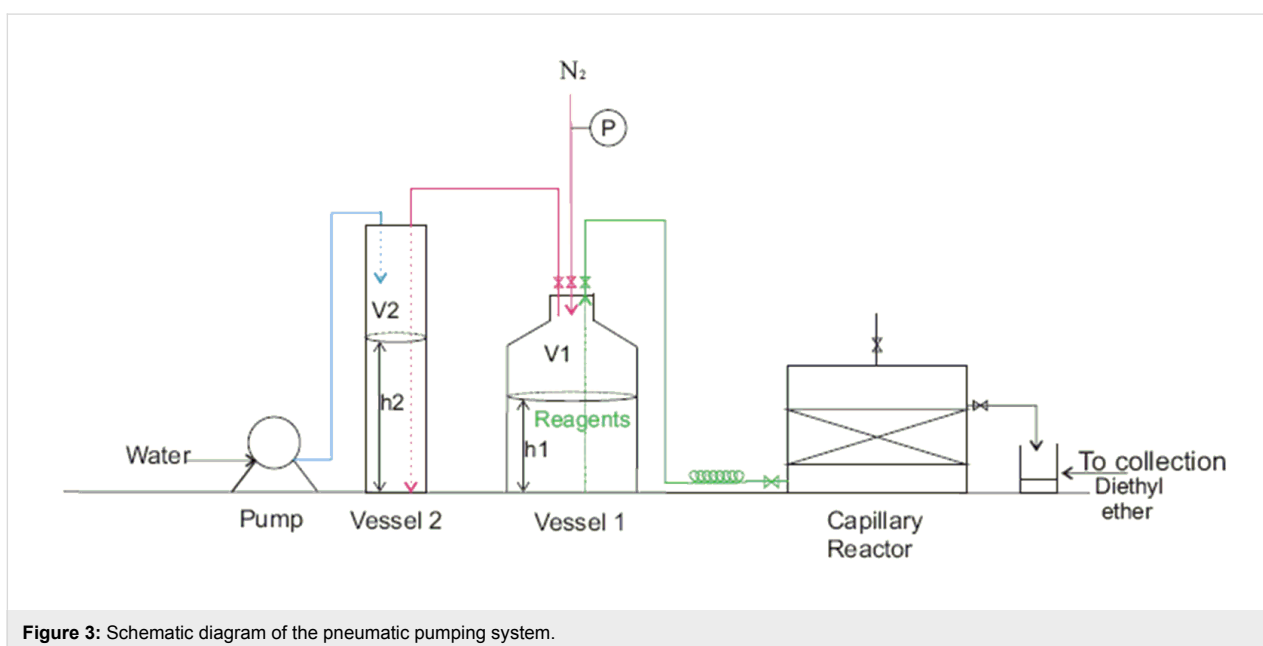 N₂
P
V2
V1
h2
Reagents
h1
Water
To collection
Diethyl
ether
Pump
Vessel 2
Vessel 1
Capillary
Reactor
Figure 3: Schematic diagram of the pneumatic pumping system.